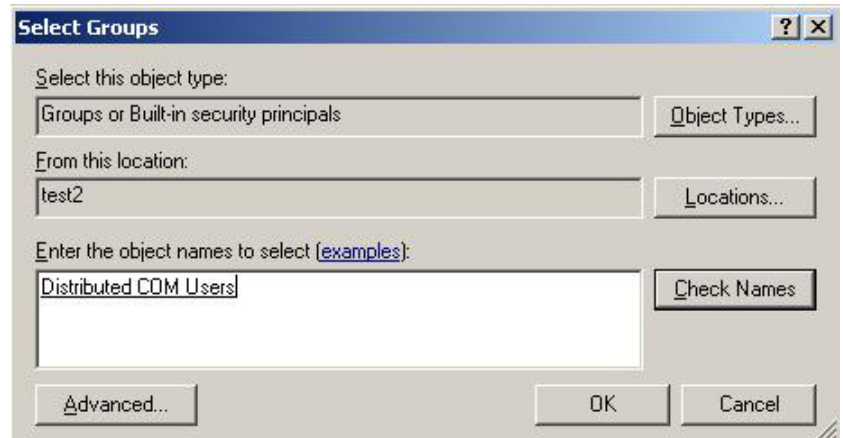 Select Groups
Select this object type:
Groups or Built-in security principals
Object Types...
From this location:
test2
Locations...
Enter the object names to select (examples):
Distributed COM Users
Check Names
Advanced...
OK
Cancel